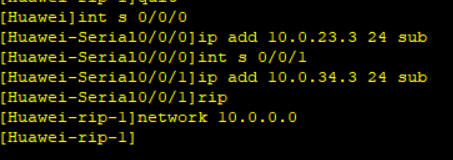 [Huawei]int s 0/0/0
[Huawei-Serial0/0/0]ip add 10.0.23.3 24 sub
[Huawei-Serial0/0/0]int s 0/0/1
[Huawei-Serial0/0/1]ip add 10.0.34.3 24 sub
[Huawei-Serial0/0/1]rip
[Huawei-rip-1]network 10.0.0.0
[Huawei-rip-1]